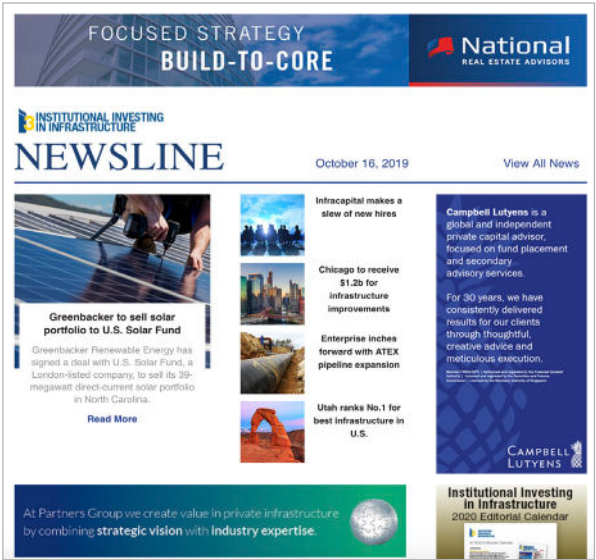 FOCUSED STRATEGY
BUILD-TO-CORE
National
REAL ESTATE ADVISORS
i3 INSTITUTIONAL INVESTING
IN INFRASTRUCTURE
NEWSLINE
October 16, 2019
View All News
Greenbacker to sell solar
portfolio to U.S. Solar Fund
Greenbacker Renewable Energy has
signed a deal with U.S. Solar Fund, a
London-listed company, to sell its 39-
megawatt direct-current solar portfolio
in North Carolina.
Read More
Infracapital makes a
slew of new hires
Chicago to receive
$1.2b for
infrastructure
improvements
Enterprise inches
forward with ATEX
pipeline expansion
Utah ranks No.1 for
best infrastructure in
U.S.
Campbell Lutyens is a
global and independent
private capital advisor,
focused on fund placement
and secondary
advisory services.
For 30 years, we have
consistently delivered
results for our clients
through thoughtful,
creative advice and
meticulous execution.
CAMPBELL
LUTYENS
At Partners Group we create value in private infrastructure
by combining strategic vision with industry expertise.
Institutional Investing
in Infrastructure
2020 Editorial Calendar